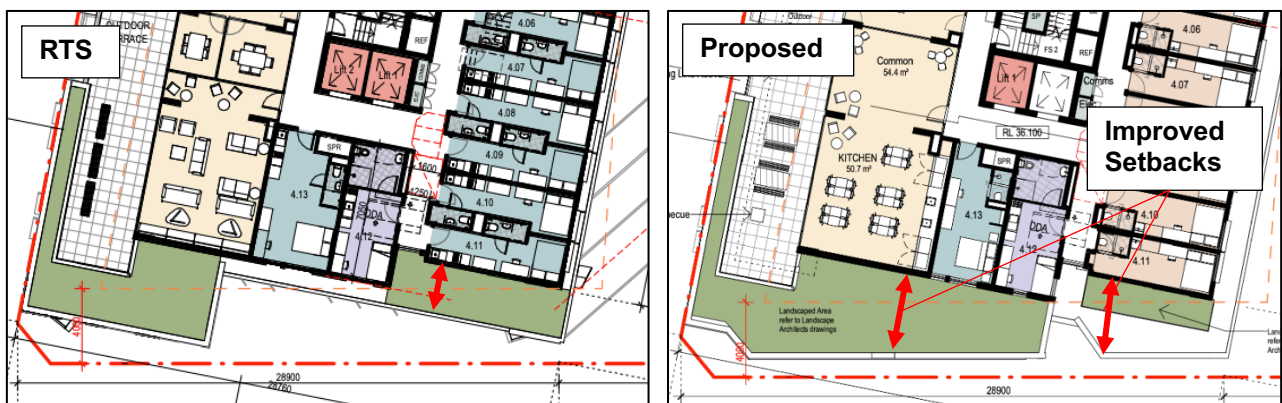 RTS
OUTDOOR
TERRACE
Lift 2
Lift 1
REF
4.06
4.07
4.08
4.09
4.10
4.11
SPR
4.13
DDA
4.12
1600
4250
28900
28760
Proposed
Outdoor
Common
54.4 m²
KITCHEN
50.7 m²
SP
FS 2
REF
Lift 1
Comms
RL 36.100
Improved
Setbacks
4.06
4.07
SPR
4.13
DDA
4.10
4.11
Landscaped Area
refer to Landscape
Architects drawings
28900